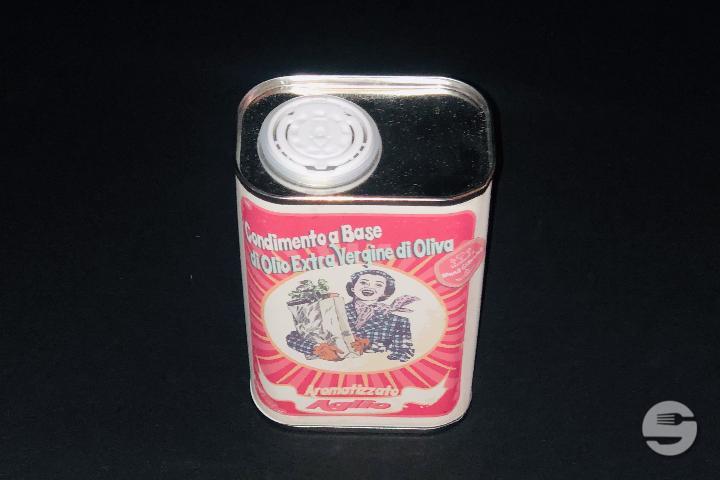 Condimento a Base
di Olio Extra Vergine di Oliva
Aromatizzato
Aglio